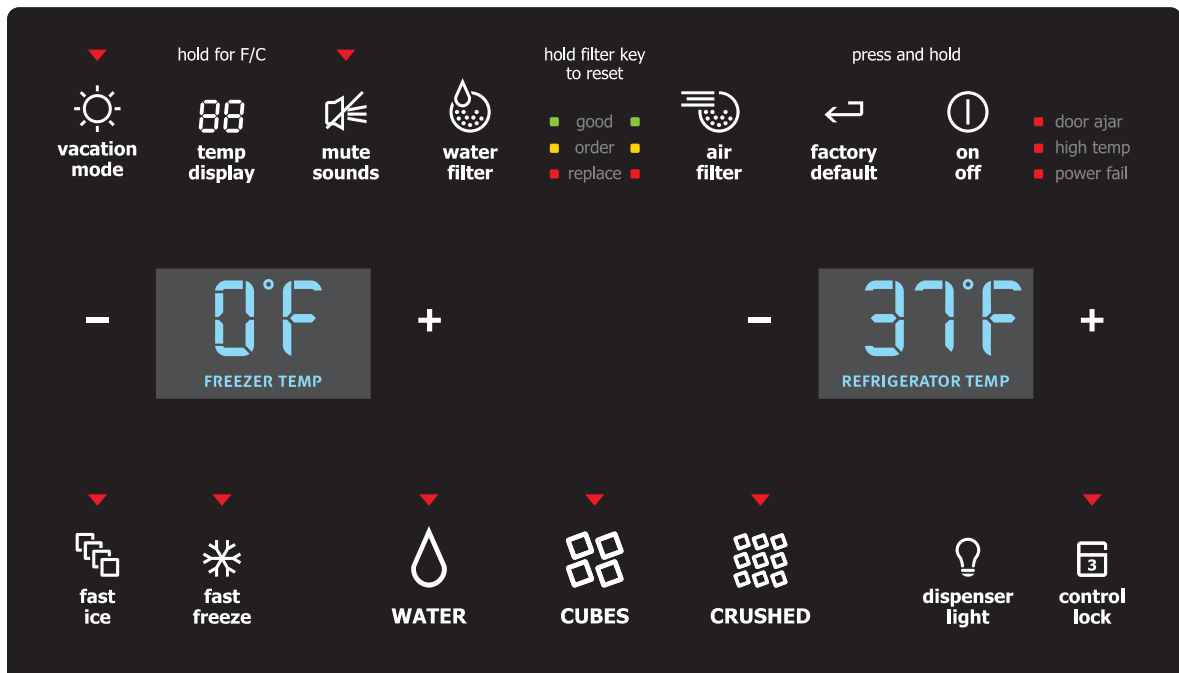 hold for F/C
hold filter key
to reset
press and hold
88
vacation
mode
temp
display
mute
sounds
water
filter
good
order
replace
air
filter
factory
default
on
off
door ajar
high temp
power fail
0°F
FREEZER TEMP
37°F
REFRIGERATOR TEMP
− +
− +
3
fast
ice
fast
freeze
WATER
CUBES
CRUSHED
dispenser
light
control
lock